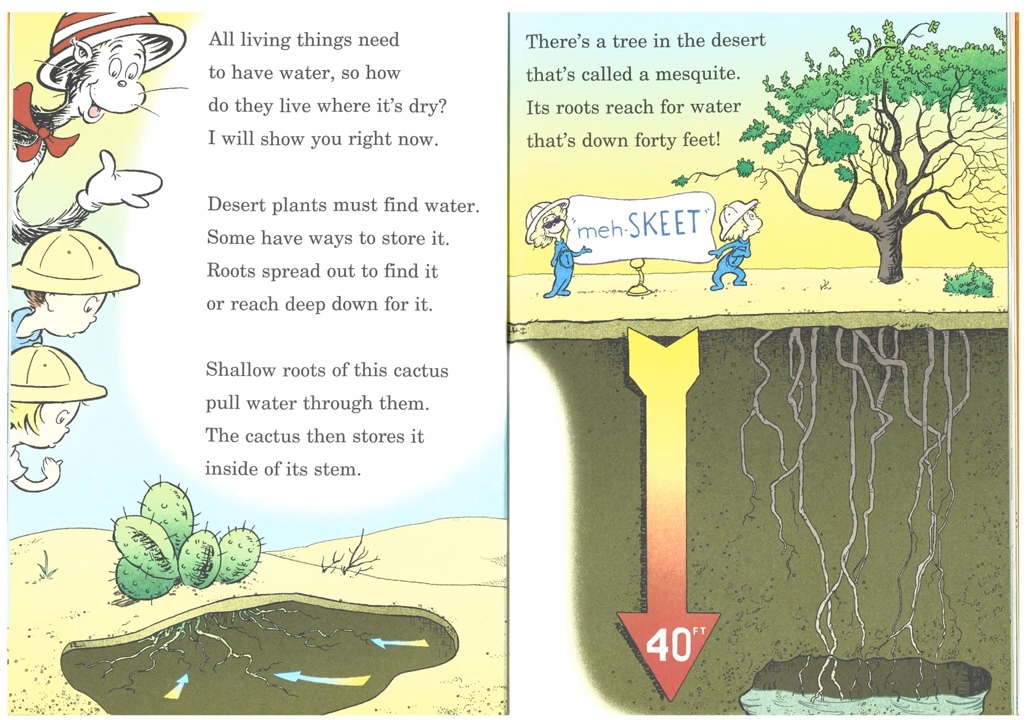 All living things need
to have water, so how
do they live where it's dry?
I will show you right now.
Desert plants must find water.
Some have ways to store it.
Roots spread out to find it
or reach deep down for it.
Shallow roots of this cactus
pull water through them.
The cactus then stores it
inside of its stem.
There's a tree in the desert
that's called a mesquite.
Its roots reach for water
that's down forty feet!
"meh-SKEET"
40 FT